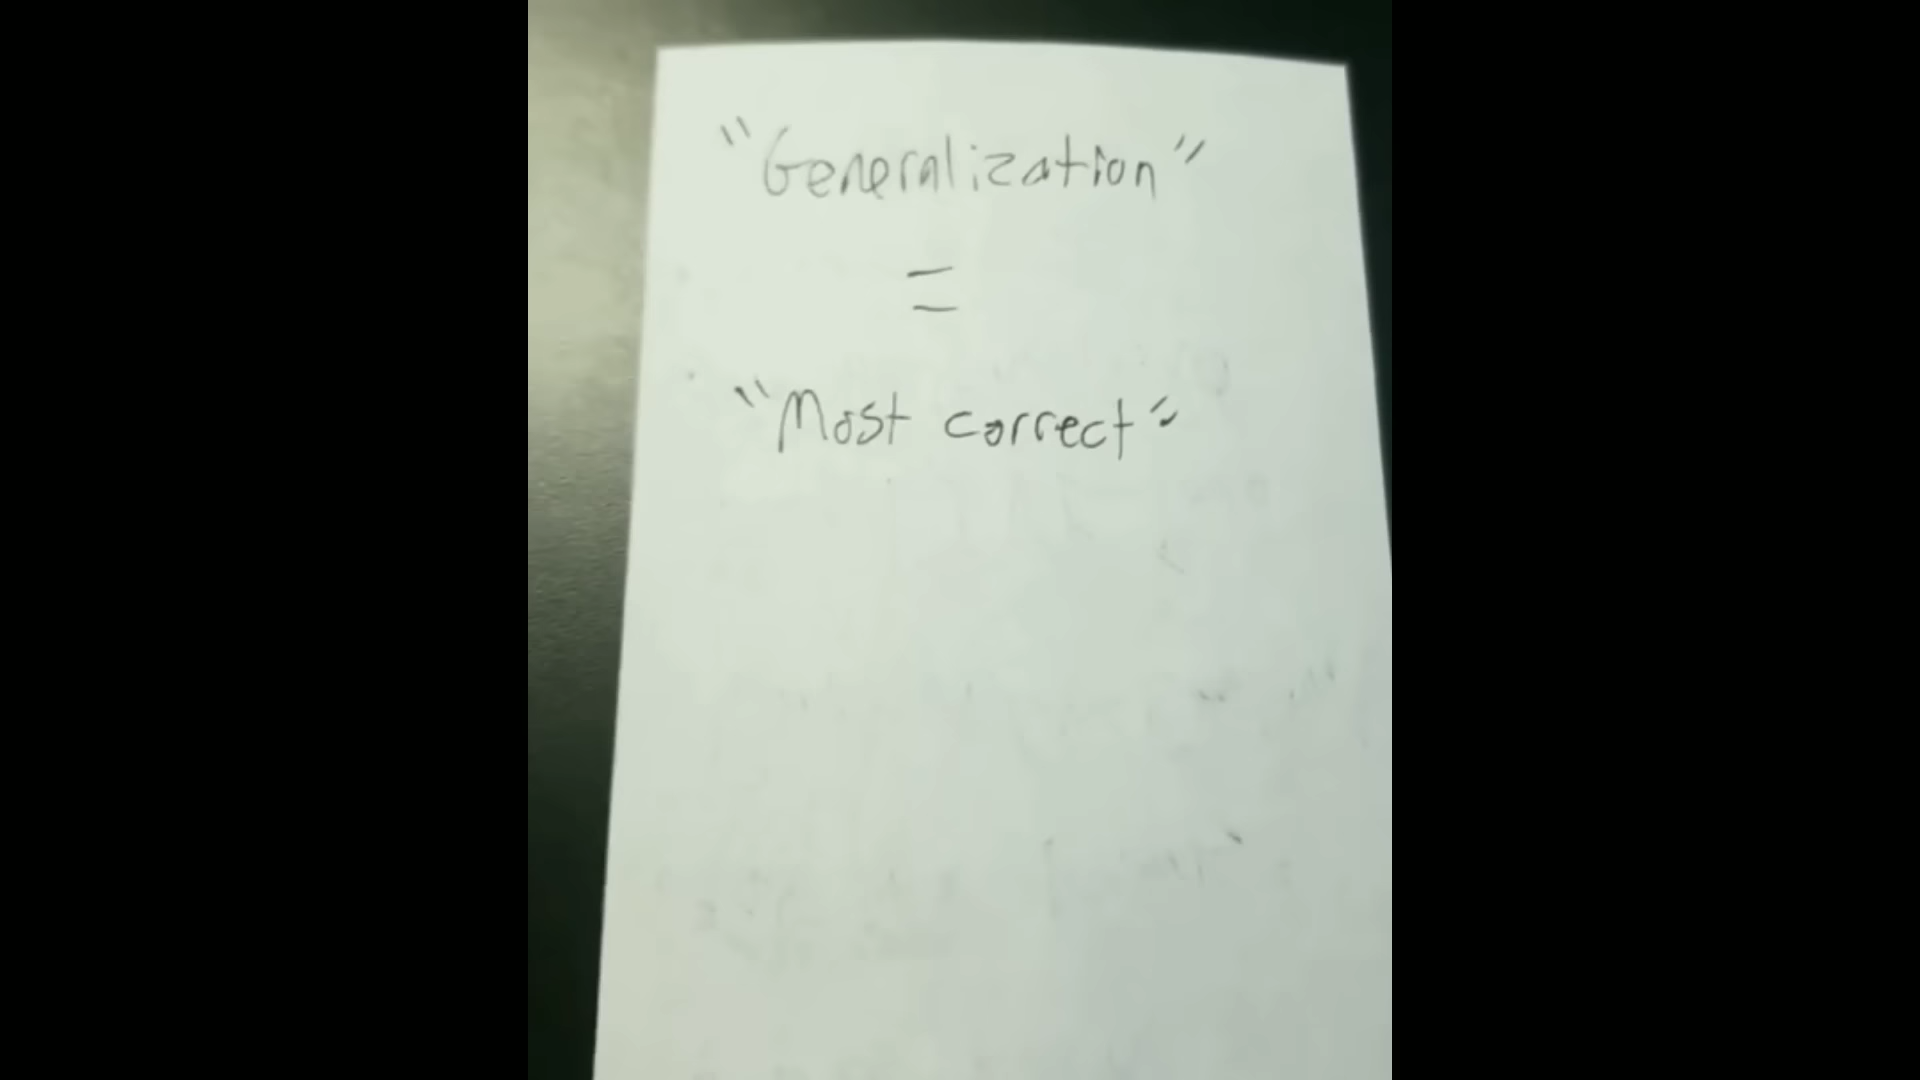 "Generalization"
=
"Most correct"